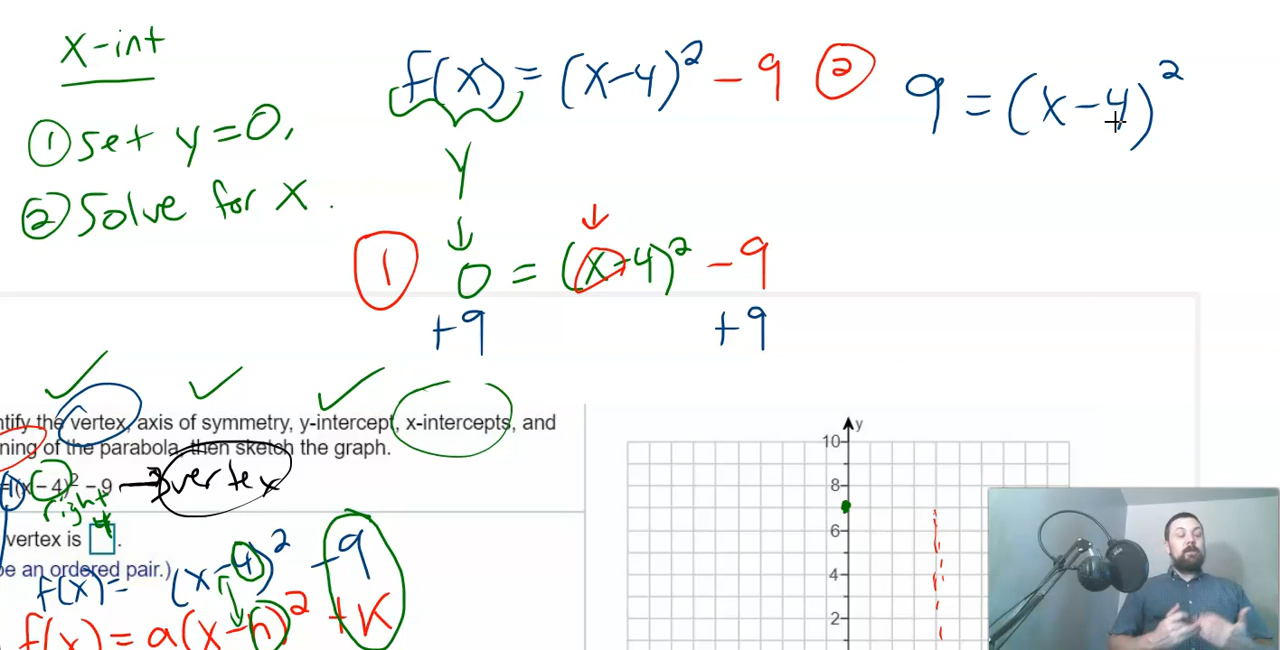 x-int
① Set y=0,
② Solve for x.
f(x) = (x-4)² - 9
y
① 0 = (x-4)² - 9
+9 +9
② 9 = (x-4)²
tify the vertex, axis of symmetry, y-intercept, x-intercepts, and
ning of the parabola, then sketch the graph.
(x-4)² - 9 → vertex
right 4
vertex is .
be an ordered pair.)
f(x) = (x-4)² -9
f(x) = a(x-h)² +K
y
10
8
6
4
2